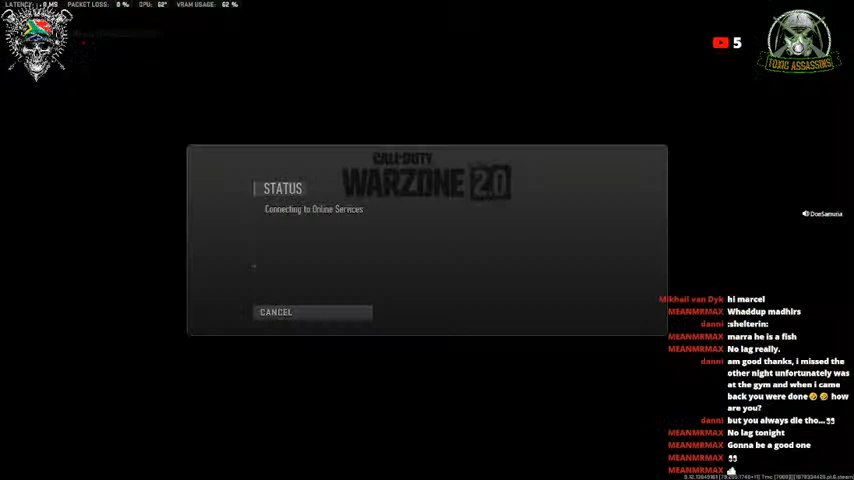 LATENCY: 0 MS PACKET LOSS: 0 % GPU: 62° VRAM USAGE: 62 %
5
TOXIC ASSASSINS
CALL·DUTY
WARZONE 2.0
STATUS
Connecting to Online Services
CANCEL
DonSamuria
Mikhail van Dyk hi marcel
MEANMRMAX Whaddup madhirs
danni :shelterin:
MEANMRMAX marra he is a fish
MEANMRMAX No lag really.
danni am good thanks, i missed the
other night unfortunately was
at the gym and when i came
back you were done🤣 🤣 how
are you?
danni but you always die tho...👀
MEANMRMAX No lag tonight
MEANMRMAX Gonna be a good one
MEANMRMAX 👀
MEANMRMAX 👍